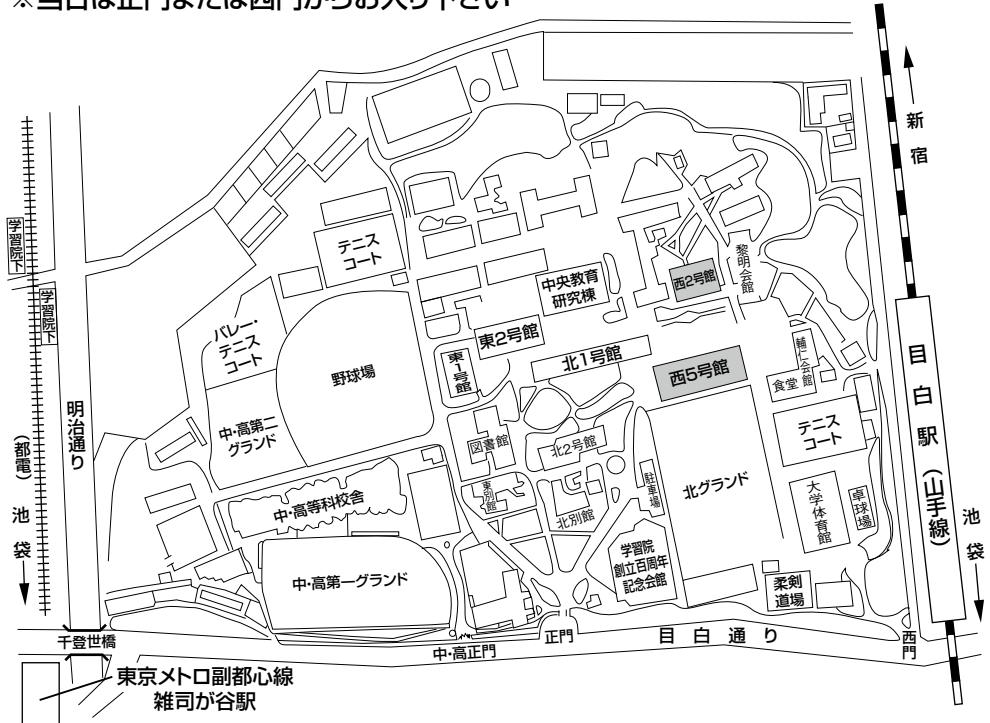 ※当日は正門または西門からお入り下さい
新宿
学習院下
学習院下
テニス
コート
中央教育
研究棟
西2号館
黎明会館
バレー・
テニス
コート
野球場
東2号館
東1号館
北1号館
西5号館
輔仁会館
食堂
目白駅(山手線)
明治通り
中・高第二
グランド
図書館
北2号館
テニス
コート
(都電)
池袋
中・高等科校舎
東別館
北別館
駐車場
北グランド
大学体育館
卓球場
池袋
中・高第一グランド
学習院
創立百周年
記念会館
柔剣
道場
千登世橋
中・高正門
正門
目白通り
西門
東京メトロ副都心線
雑司が谷駅